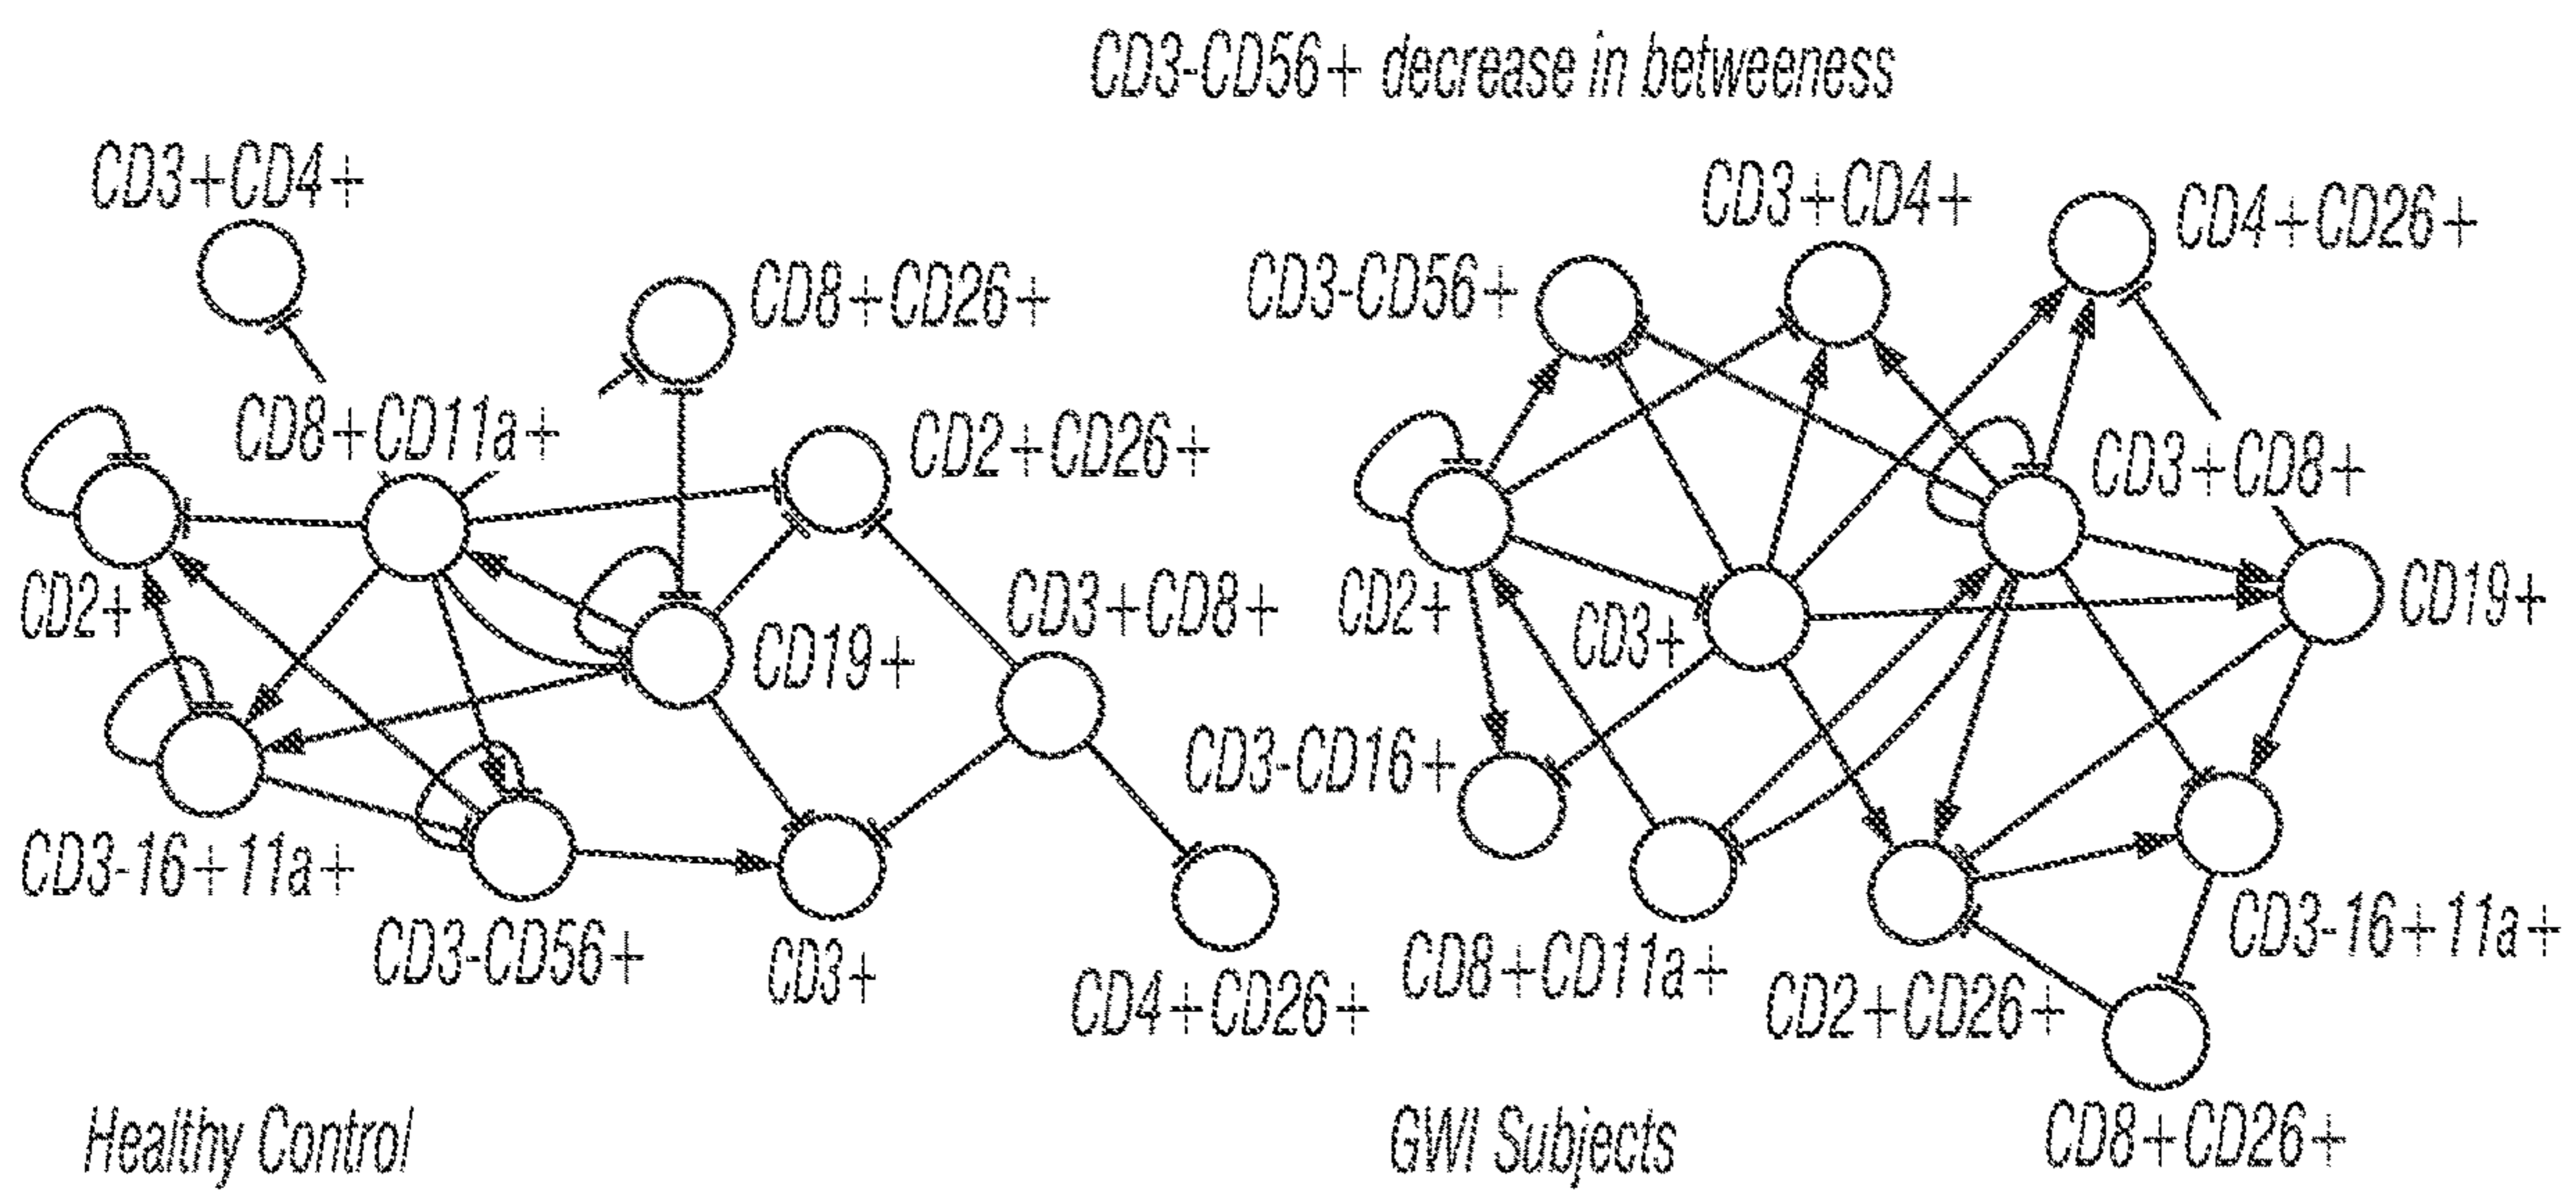 CD3-CD56+ decrease in betweeness
CD3+CD4+
CD8+CD26+
CD8+CD11a+
CD2+CD26+
CD2+
CD3+CD8+
CD19+
CD3-16+11a+
CD3-CD56+
CD3+
CD4+CD26+
Healthy Control
CD3+CD4+
CD4+CD26+
CD3-CD56+
CD3+CD8+
CD2+
CD3+
CD19+
CD3-CD16+
CD8+CD11a+
CD2+CD26+
CD3-16+11a+
CD8+CD26+
GWI Subjects